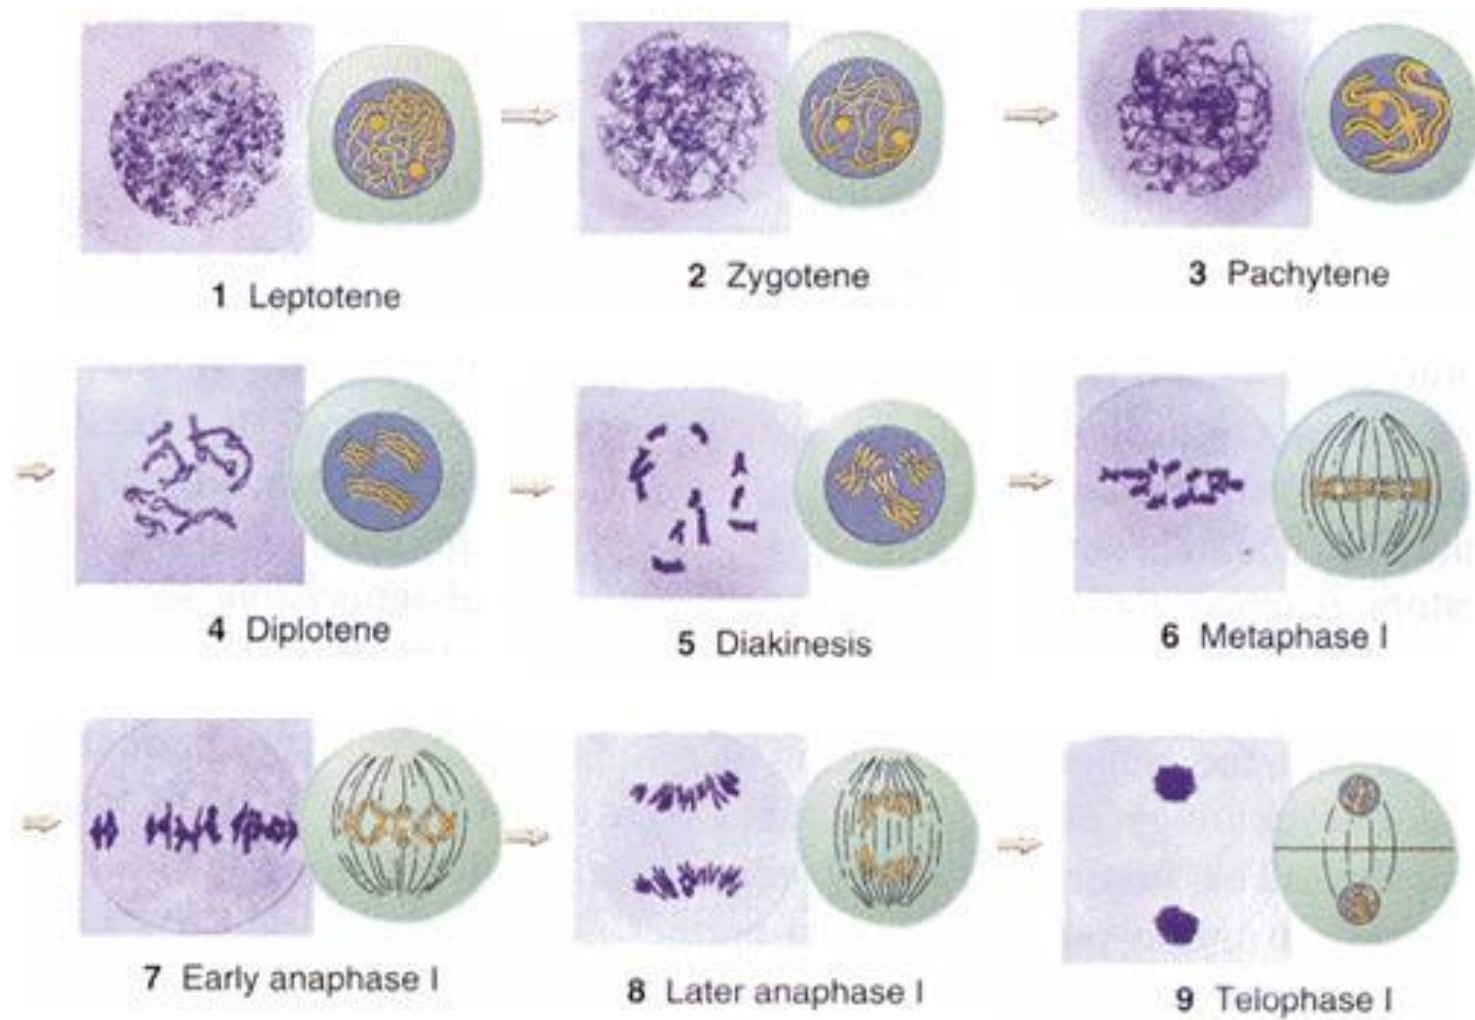 1 Leptotene
2 Zygotene
3 Pachytene
4 Diplotene
5 Diakinesis
6 Metaphase I
7 Early anaphase I
8 Later anaphase I
9 Telophase I